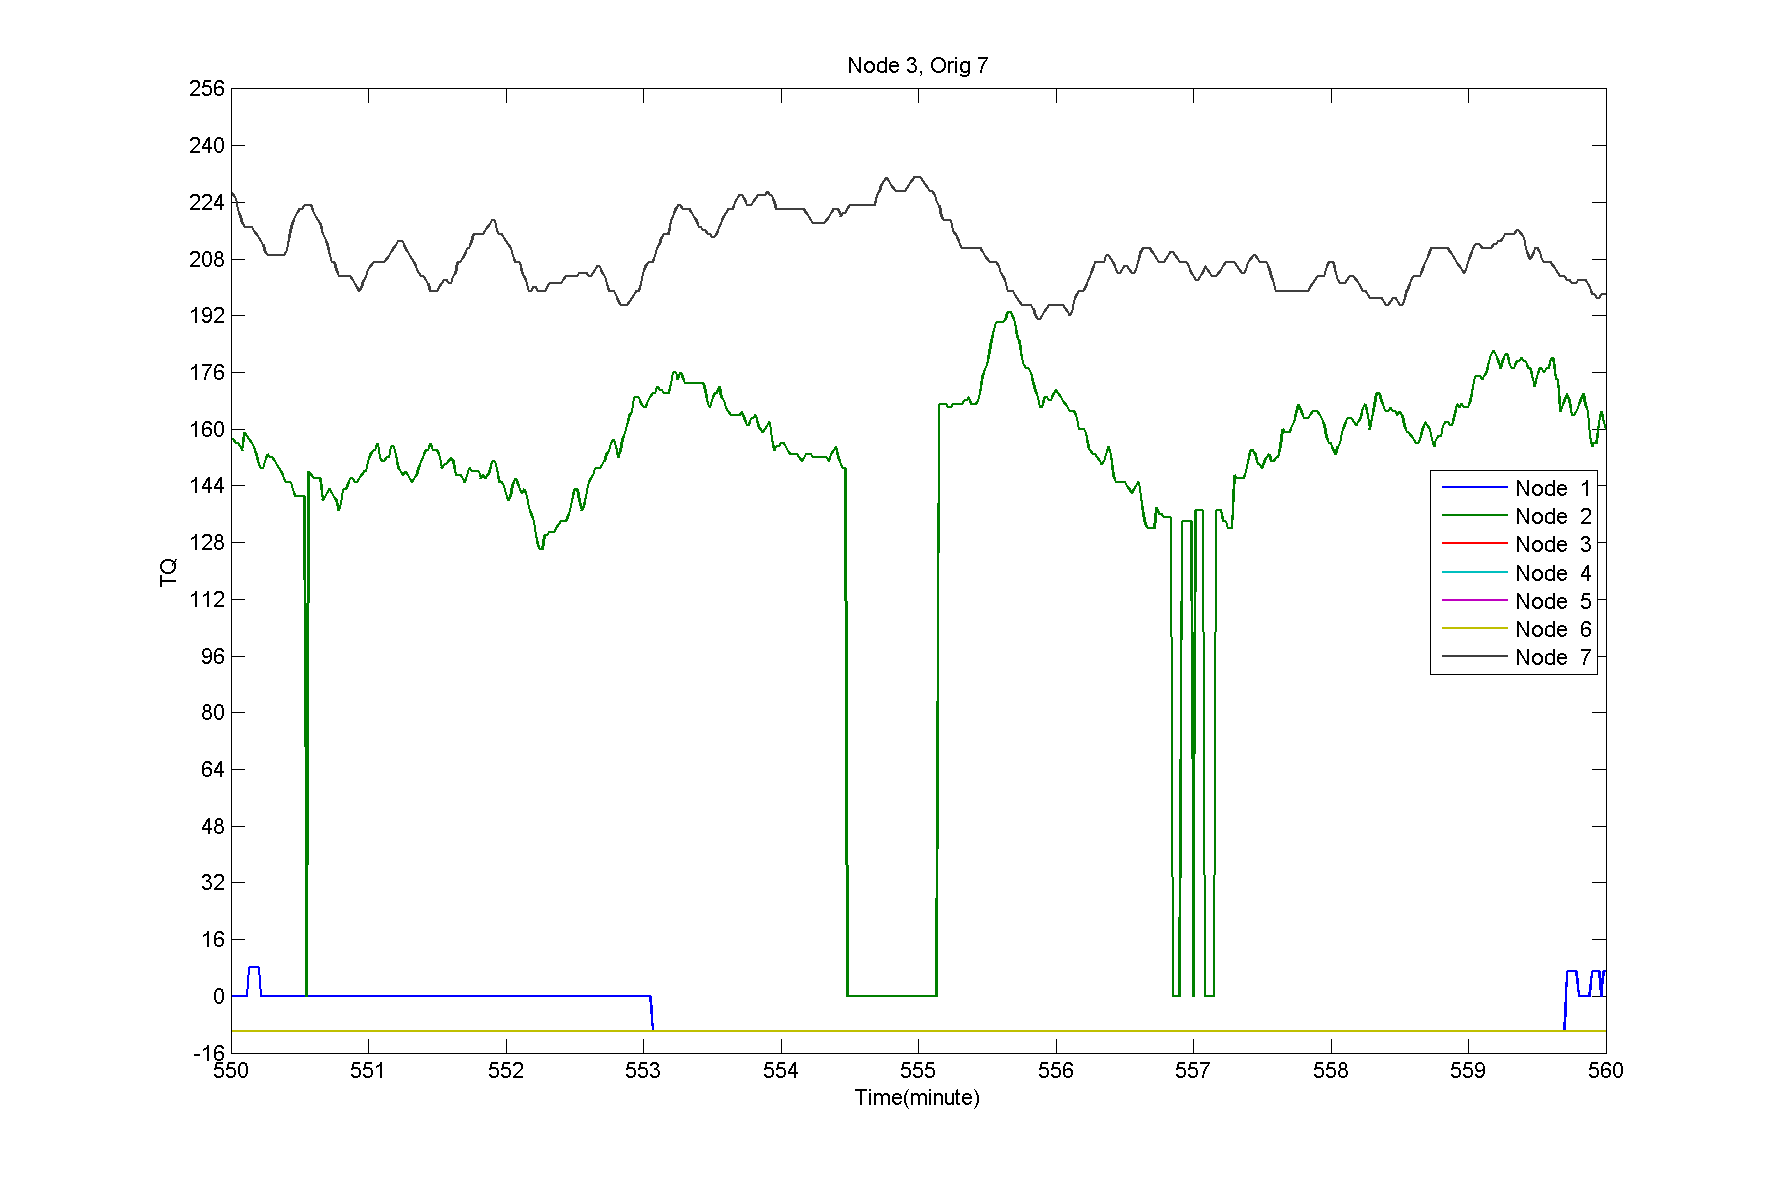 Node 3, Orig 7
256
240
224
208
192
176
160
144
128
112
96
80
64
48
32
16
0
-16
TQ
Node 1
Node 2
Node 3
Node 4
Node 5
Node 6
Node 7
550 551 552 553 554 555 556 557 558 559 560
Time(minute)